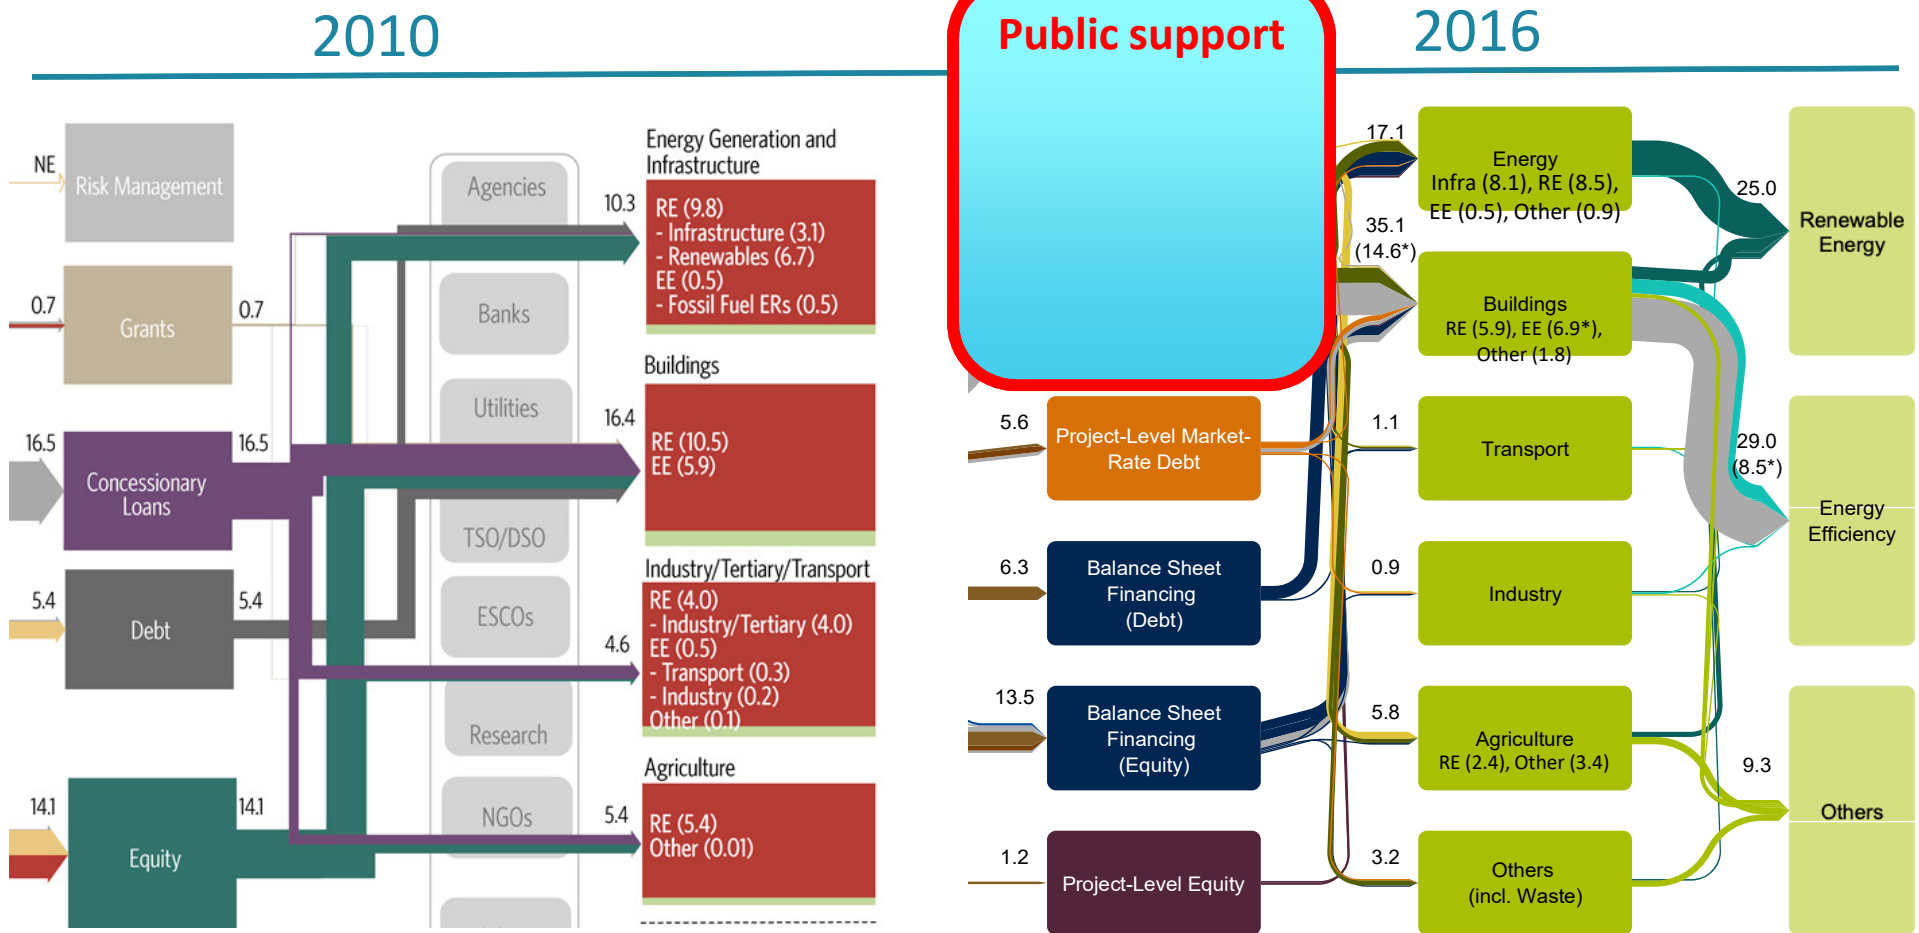 2010
Public support
2016
NE
Risk Management
0.7
Grants
0.7
16.5
Concessionary
Loans
16.5
5.4
Debt
5.4
14.1
Equity
14.1
Agencies
Banks
Utilities
TSO/DSO
ESCOs
Research
NGOs
Energy Generation and
Infrastructure
10.3
RE (9.8)
- Infrastructure (3.1)
- Renewables (6.7)
EE (0.5)
- Fossil Fuel ERs (0.5)
Buildings
16.4
RE (10.5)
EE (5.9)
Industry/Tertiary/Transport
4.6
RE (4.0)
- Industry/Tertiary (4.0)
EE (0.5)
- Transport (0.3)
- Industry (0.2)
Other (0.1)
Agriculture
5.4
RE (5.4)
Other (0.01)
5.6
Project-Level Market-
Rate Debt
6.3
Balance Sheet
Financing
(Debt)
13.5
Balance Sheet
Financing
(Equity)
1.2
Project-Level Equity
17.1
Energy
Infra (8.1), RE (8.5),
EE (0.5), Other (0.9)
35.1
(14.6*)
Buildings
RE (5.9), EE (6.9*),
Other (1.8)
1.1
Transport
0.9
Industry
5.8
Agriculture
RE (2.4), Other (3.4)
3.2
Others
(incl. Waste)
25.0
Renewable
Energy
29.0
(8.5*)
Energy
Efficiency
9.3
Others